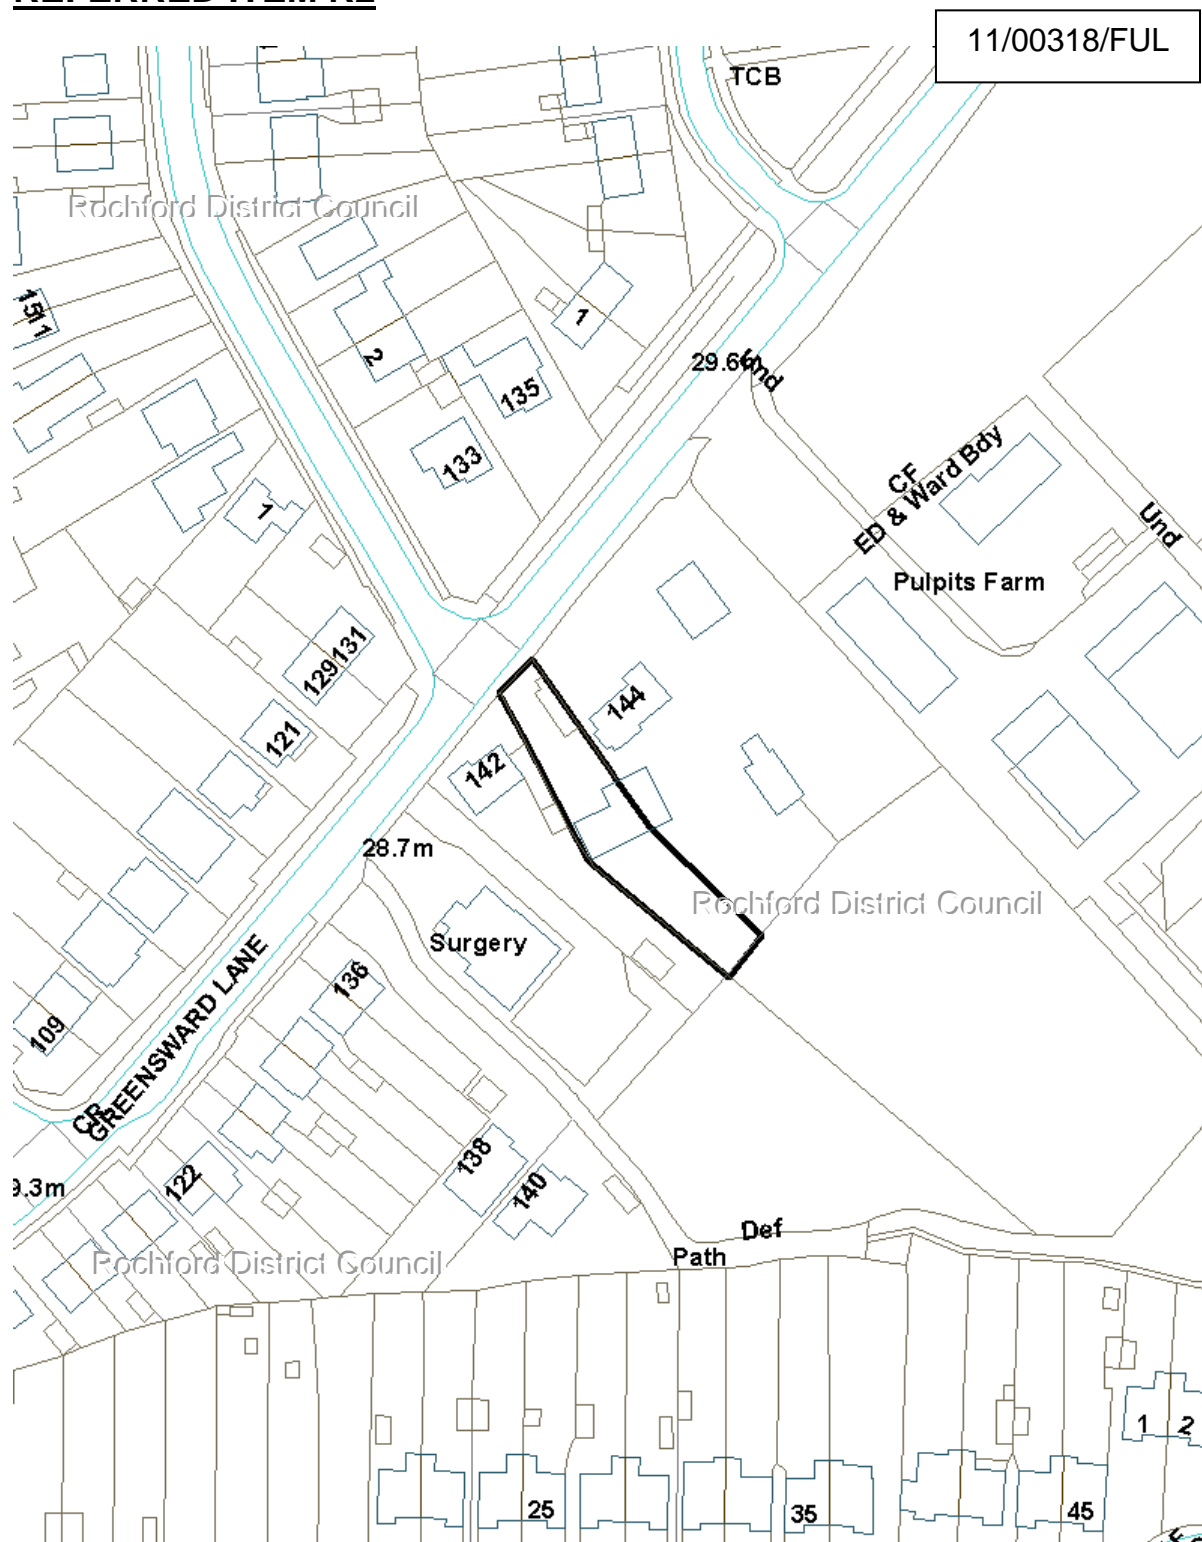 11/00318/FUL
TCB
Rochford District Council
1
2
135
29.6
Und
133
CF
ED & Ward Bdy
Und
1
Pulpits Farm
129
131
144
121
142
28.7m
Rochford District Council
Surgery
136
GREENSWARD LANE
109
CR
138
122
140
9.3m
Def
Path
Rochford District Council
1
2
25
35
45